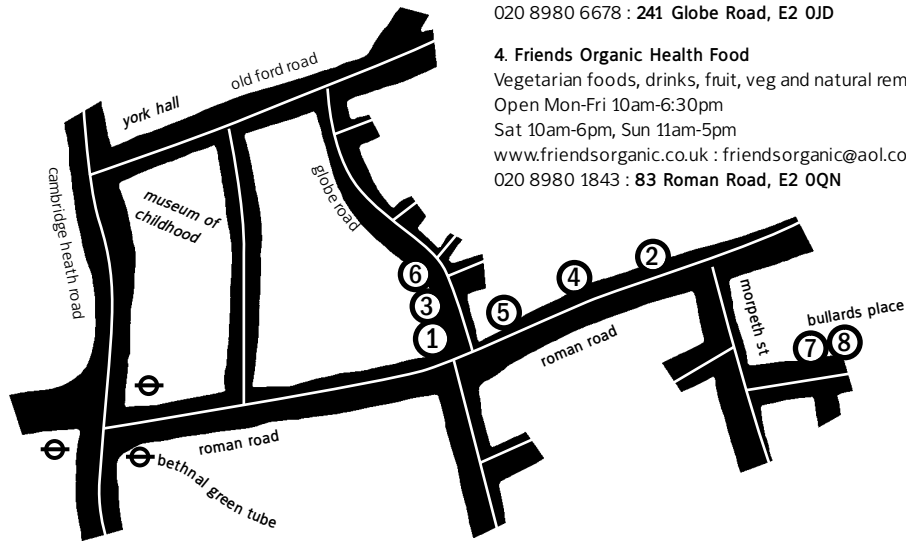 020 8980 6678 : 241 Globe Road, E2 0JD
4. Friends Organic Health Food
Vegetarian foods, drinks, fruit, veg and natural rem
Open Mon-Fri 10am-6:30pm
Sat 10am-6pm, Sun 11am-5pm
www.friendsorganic.co.uk : friendsorganic@aol.co
020 8980 1843 : 83 Roman Road, E2 0QN
old ford road
york hall
cambridge heath road
museum of
childhood
globe road
6
3
1
5
4
2
roman road
morpeth st
bullards place
7
8
roman road
bethnal green tube